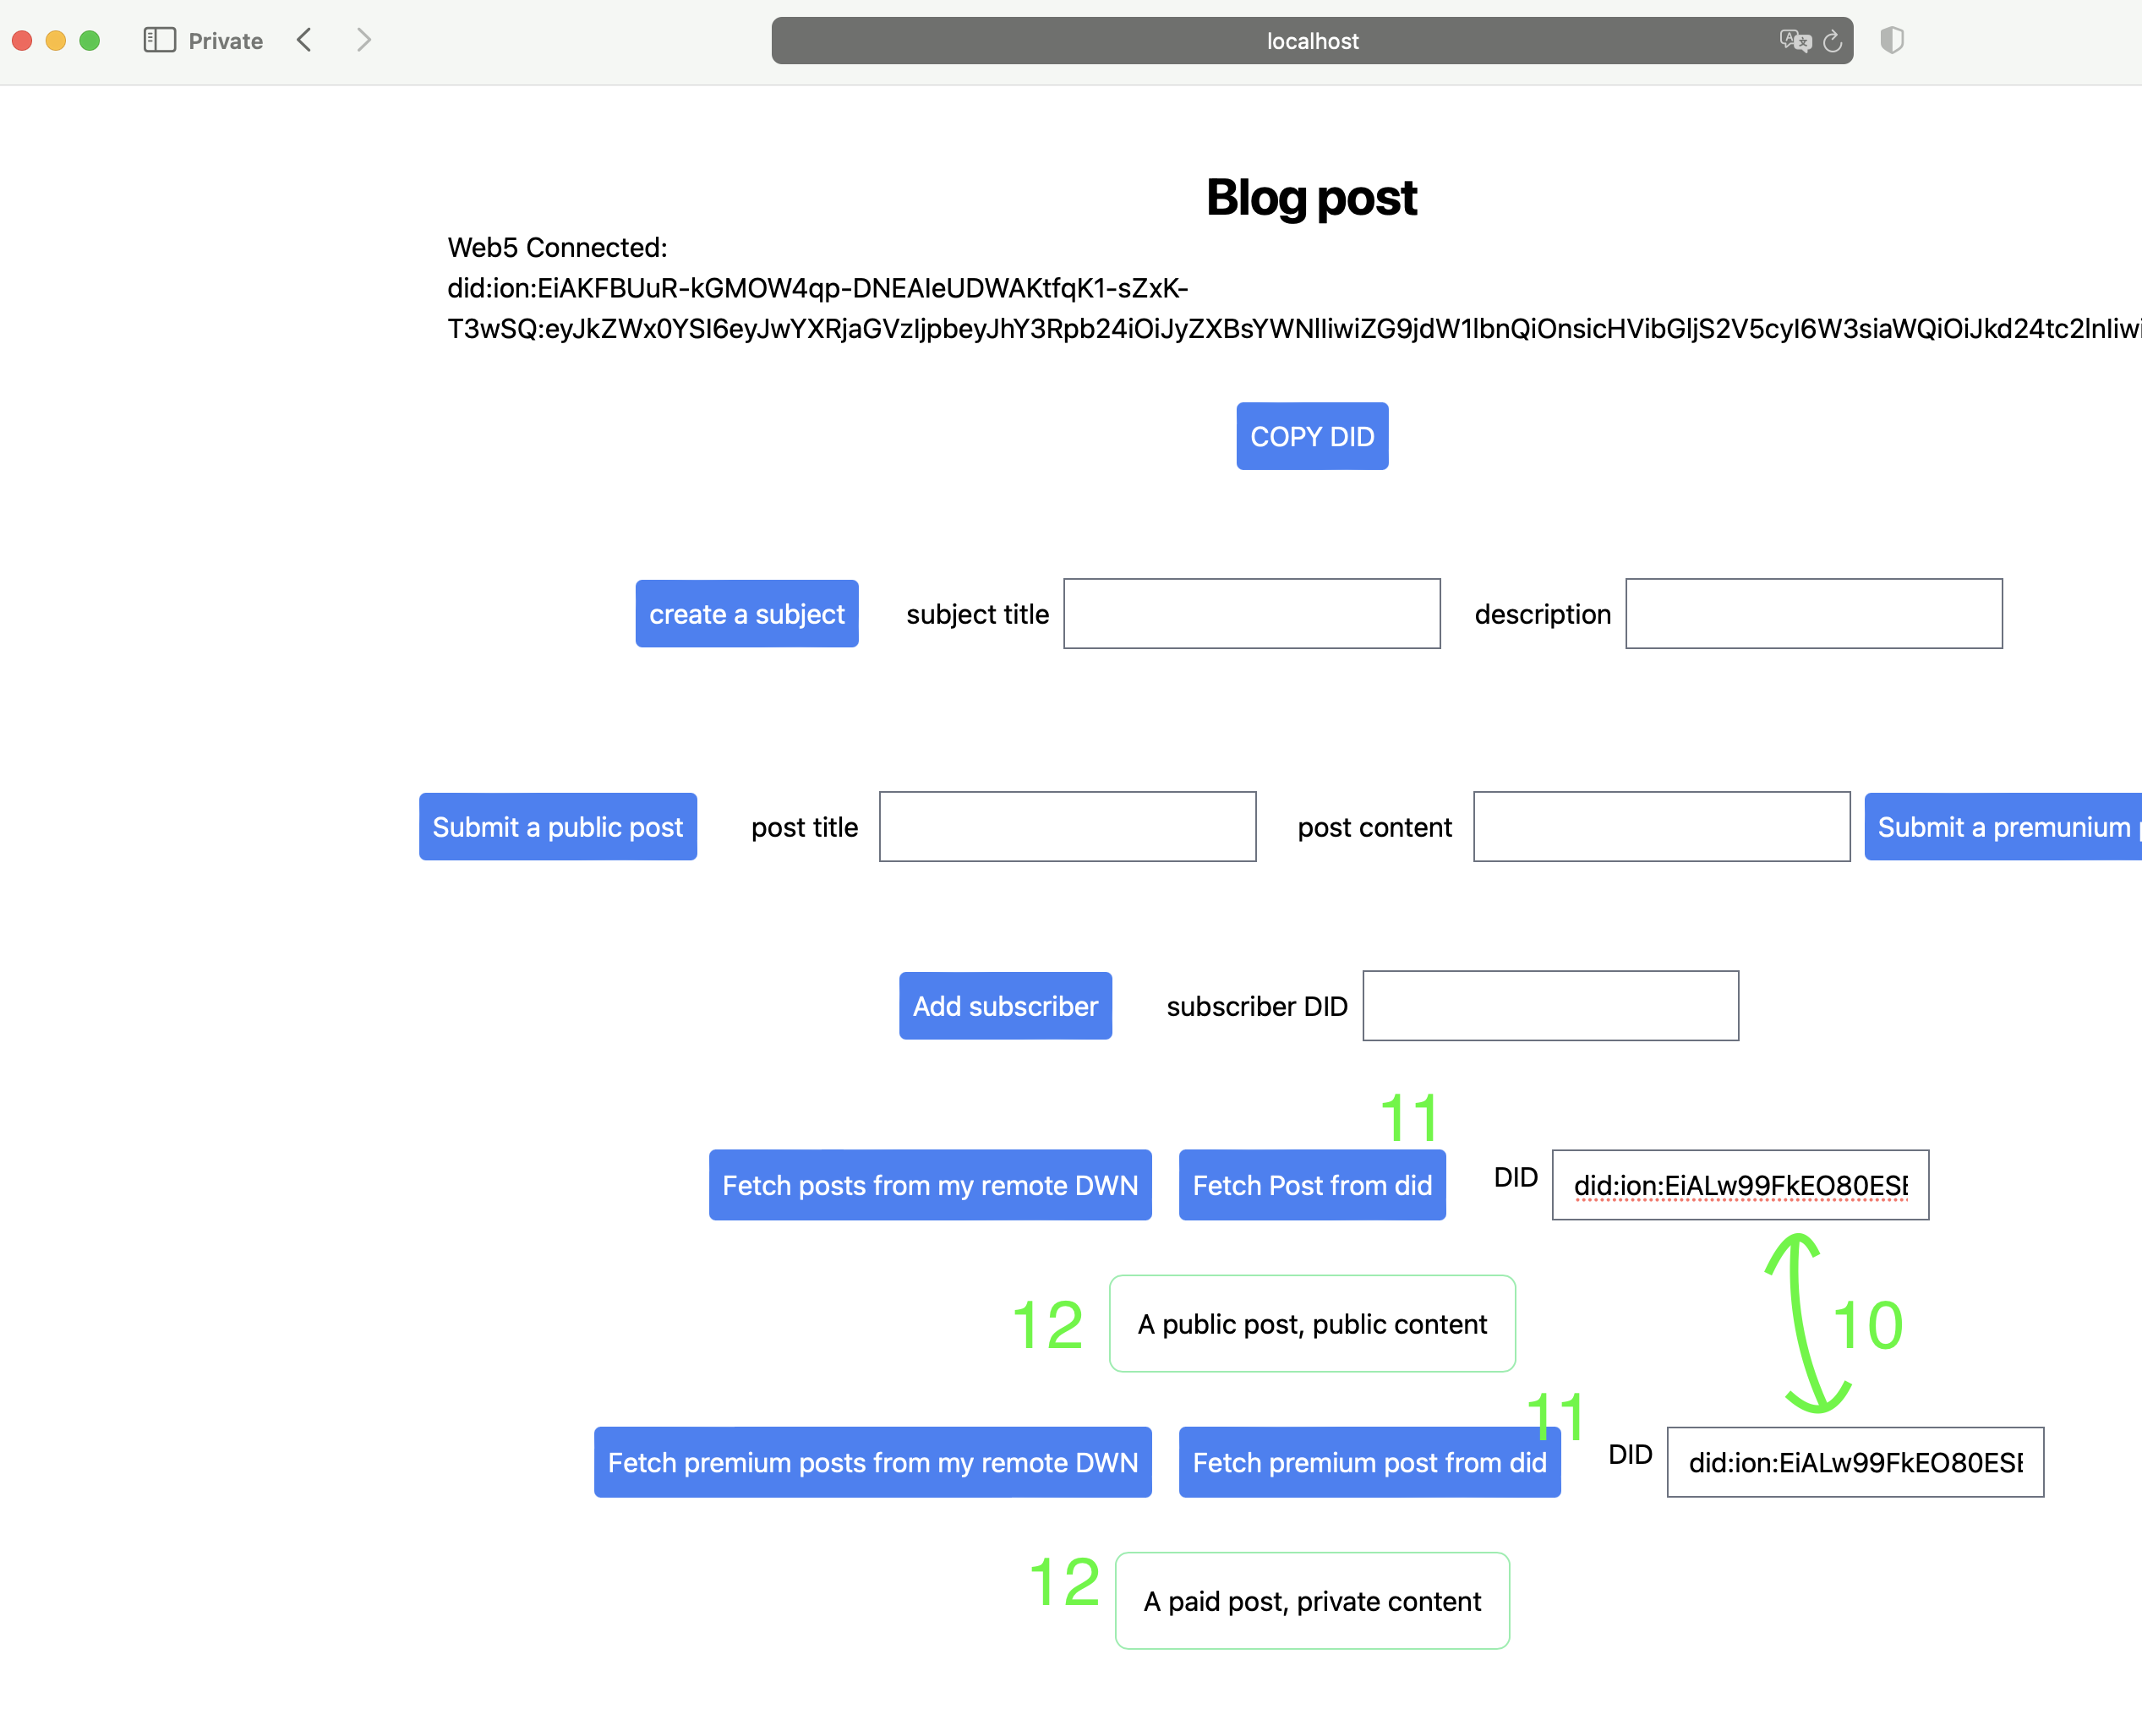 Private
localhost
Blog post
Web5 Connected:
did:ion:EiAKFBUuR-kGMOW4qp-DNEAIeUDWAKtfqK1-sZxK-
T3wSQ:eyJkZWx0YSI6eyJwYXRjaGVzIjpbeyJhY3Rpb24iOiJyZXBsYWNlIiwiZG9jdW1lbnQiOnsicHVibGljS2V5cyI6W3siaWQiOiJkd24tc2lnIiwi
COPY DID
create a subject subject title description
Submit a public post post title post content Submit a premunium
Add subscriber subscriber DID
11
Fetch posts from my remote DWN Fetch Post from did DID did:ion:EiALw99FkEO80ESE
12 A public post, public content 10
11
Fetch premium posts from my remote DWN Fetch premium post from did DID did:ion:EiALw99FkEO80ESE
12 A paid post, private content